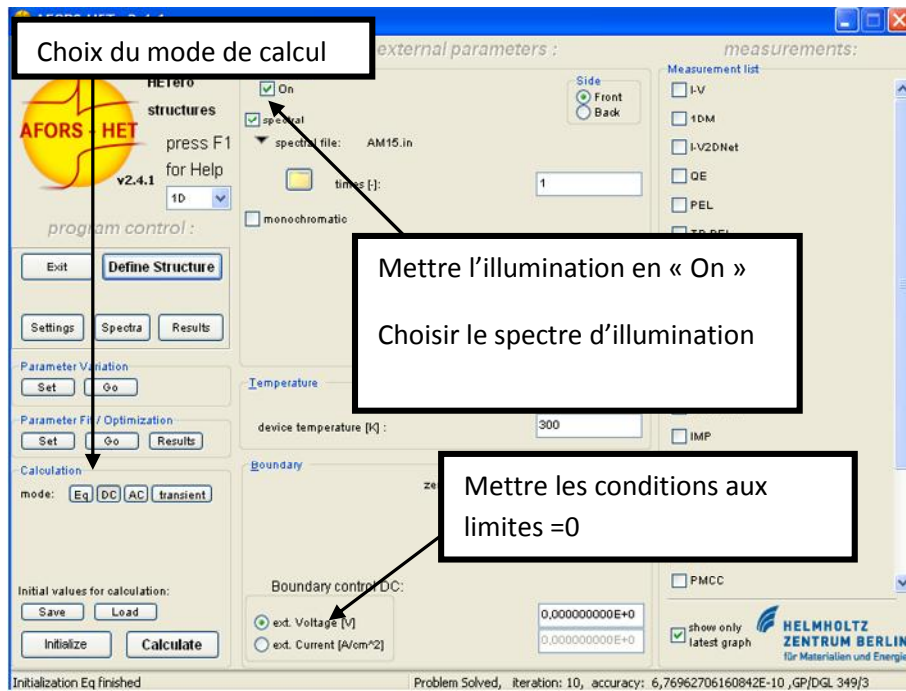 AFORS-HET v2.4.1
Choix du mode de calcul
external parameters :
measurements:
HETero
structures
AFORS - HET
press F1
for Help
v2.4.1
1D
program control :
Exit
Define Structure
Settings
Spectra
Results
Parameter Variation
Set
Go
Parameter Fit / Optimization
Set
Go
Results
Calculation
mode:
Eq
DC
AC
transient
Initial values for calculation:
Save
Load
Initialize
Calculate
On
Side
Front
Back
spectral
spectral file: AM15.in
times [-]:
1
monochromatic
Mettre l’illumination en « On »
Choisir le spectre d’illumination
Temperature
device temperature [K] :
300
Boundary
Mettre les conditions aux
limites =0
Boundary control DC:
ext. Voltage [V]
0,000000000E+0
ext. Current [A/cm^2]
0,000000000E+0
Measurement list
I-V
1DM
I-V2DNet
QE
PEL
IMP
PMCC
show only
latest graph
HELMHOLTZ
ZENTRUM BERLIN
für Materialien und Energie
Initialization Eq finished
Problem Solved, iteration: 10, accuracy: 6,76962706160842E-10 ,GP/DGL 349/3